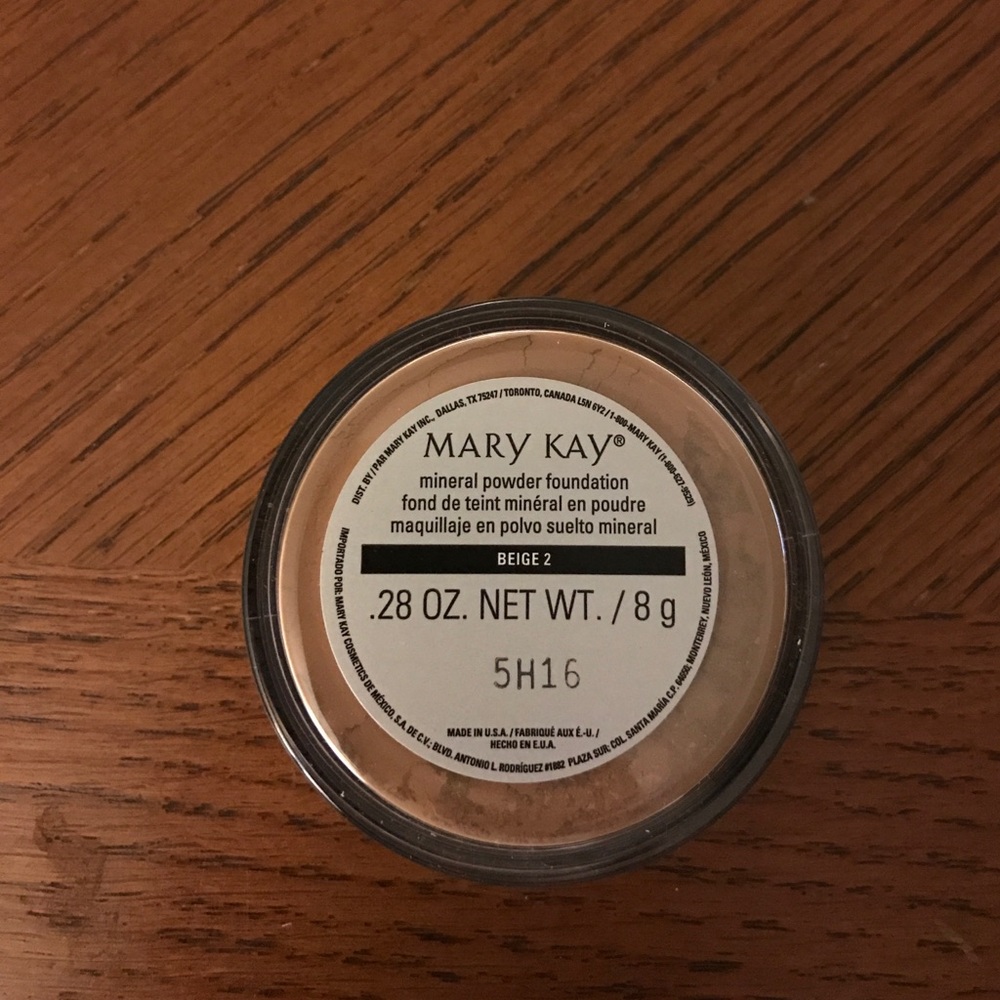 DIST. BY / PAR MARY KAY INC., DALLAS, TX 75247 / TORONTO, CANADA L5N 6Y2 / 1-800-MARY KAY (1-800-627-9529)
MARY KAY®
mineral powder foundation
fond de teint minéral en poudre
maquillaje en polvo suelto mineral
BEIGE 2
.28 OZ. NET WT. / 8 g
5H16
MADE IN U.S.A. / FABRIQUÉ AUX É.-U. /
HECHO EN E.U.A.
IMPORTADO POR: MARY KAY COSMETICS DE MÉXICO, S.A. DE C.V.; BLVD. ANTONIO L. RODRÍGUEZ #1882 PLAZA SUR; COL. SANTA MARÍA C.P. 64650, MONTERREY, NUEVO LEÓN, MÉXICO